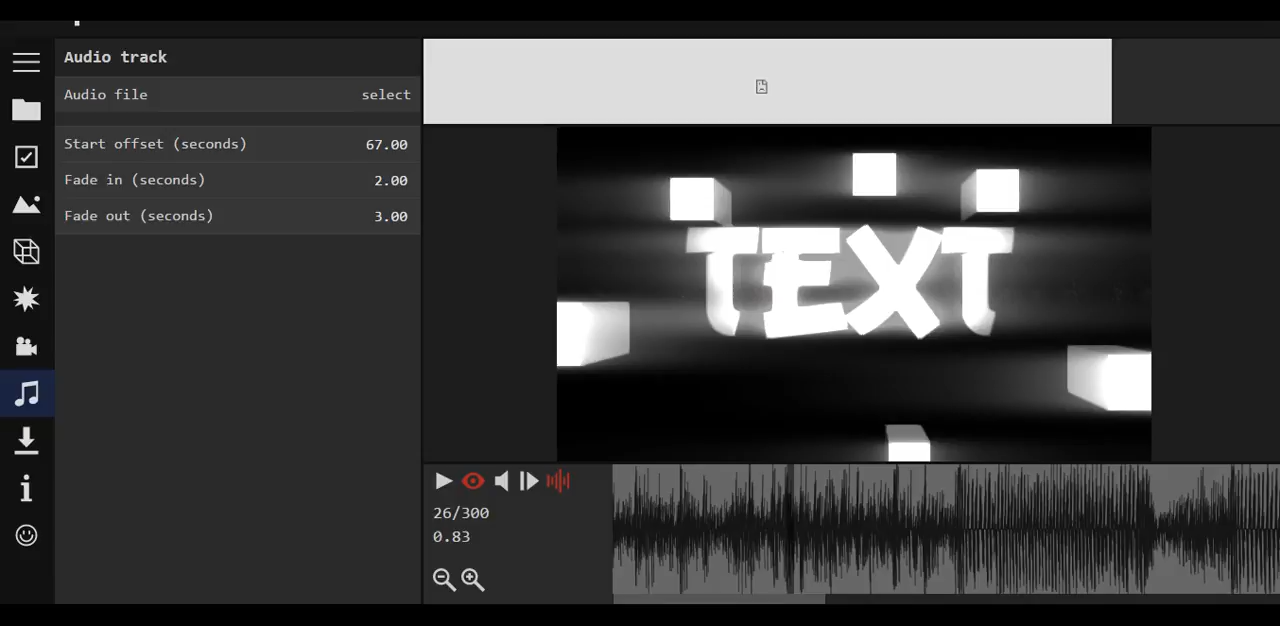 Audio track
Audio file select
Start offset (seconds) 67.00
Fade in (seconds) 2.00
Fade out (seconds) 3.00
TEXT
26/300
0.83